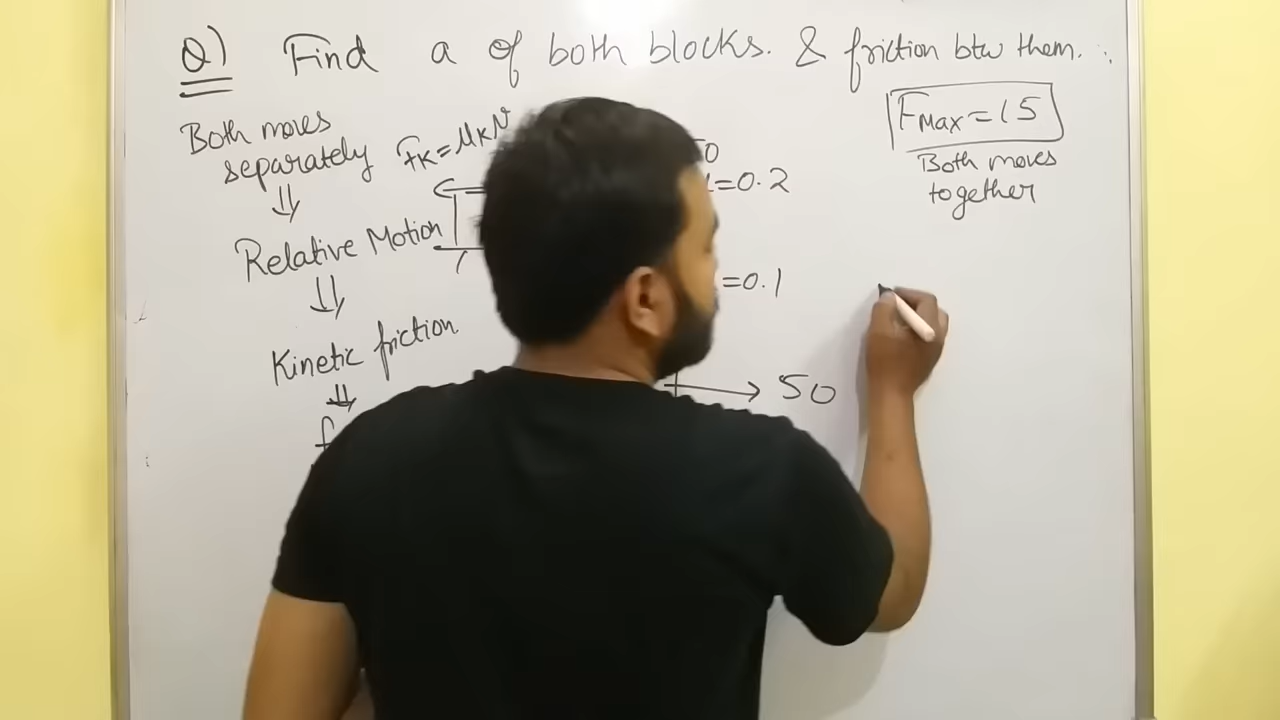 Q) Find a of both blocks. & friction btw them.
Both moves
separately
⇓
Relative Motion
⇓
Kinetic friction
⇓
f
FK=μKN
=0.2
=0.1
50
FMAX=15
Both moves
together